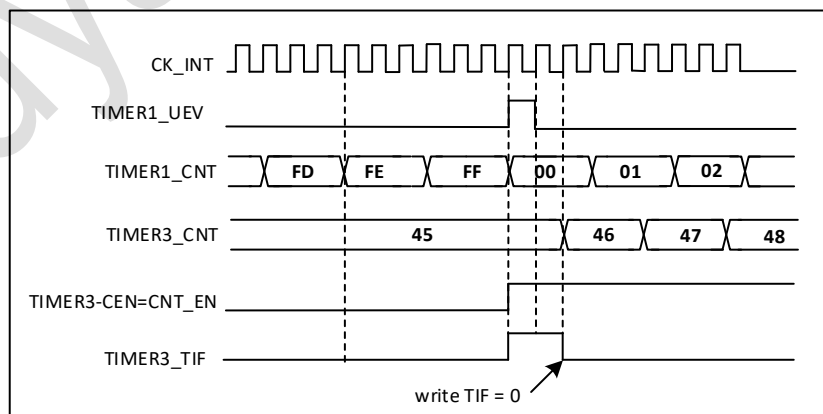 CK_INT
TIMER1_UEV
TIMER1_CNT FD FE FF 00 01 02
TIMER3_CNT 45 46 47 48
TIMER3-CEN=CNT_EN
TIMER3_TIF
write TIF = 0